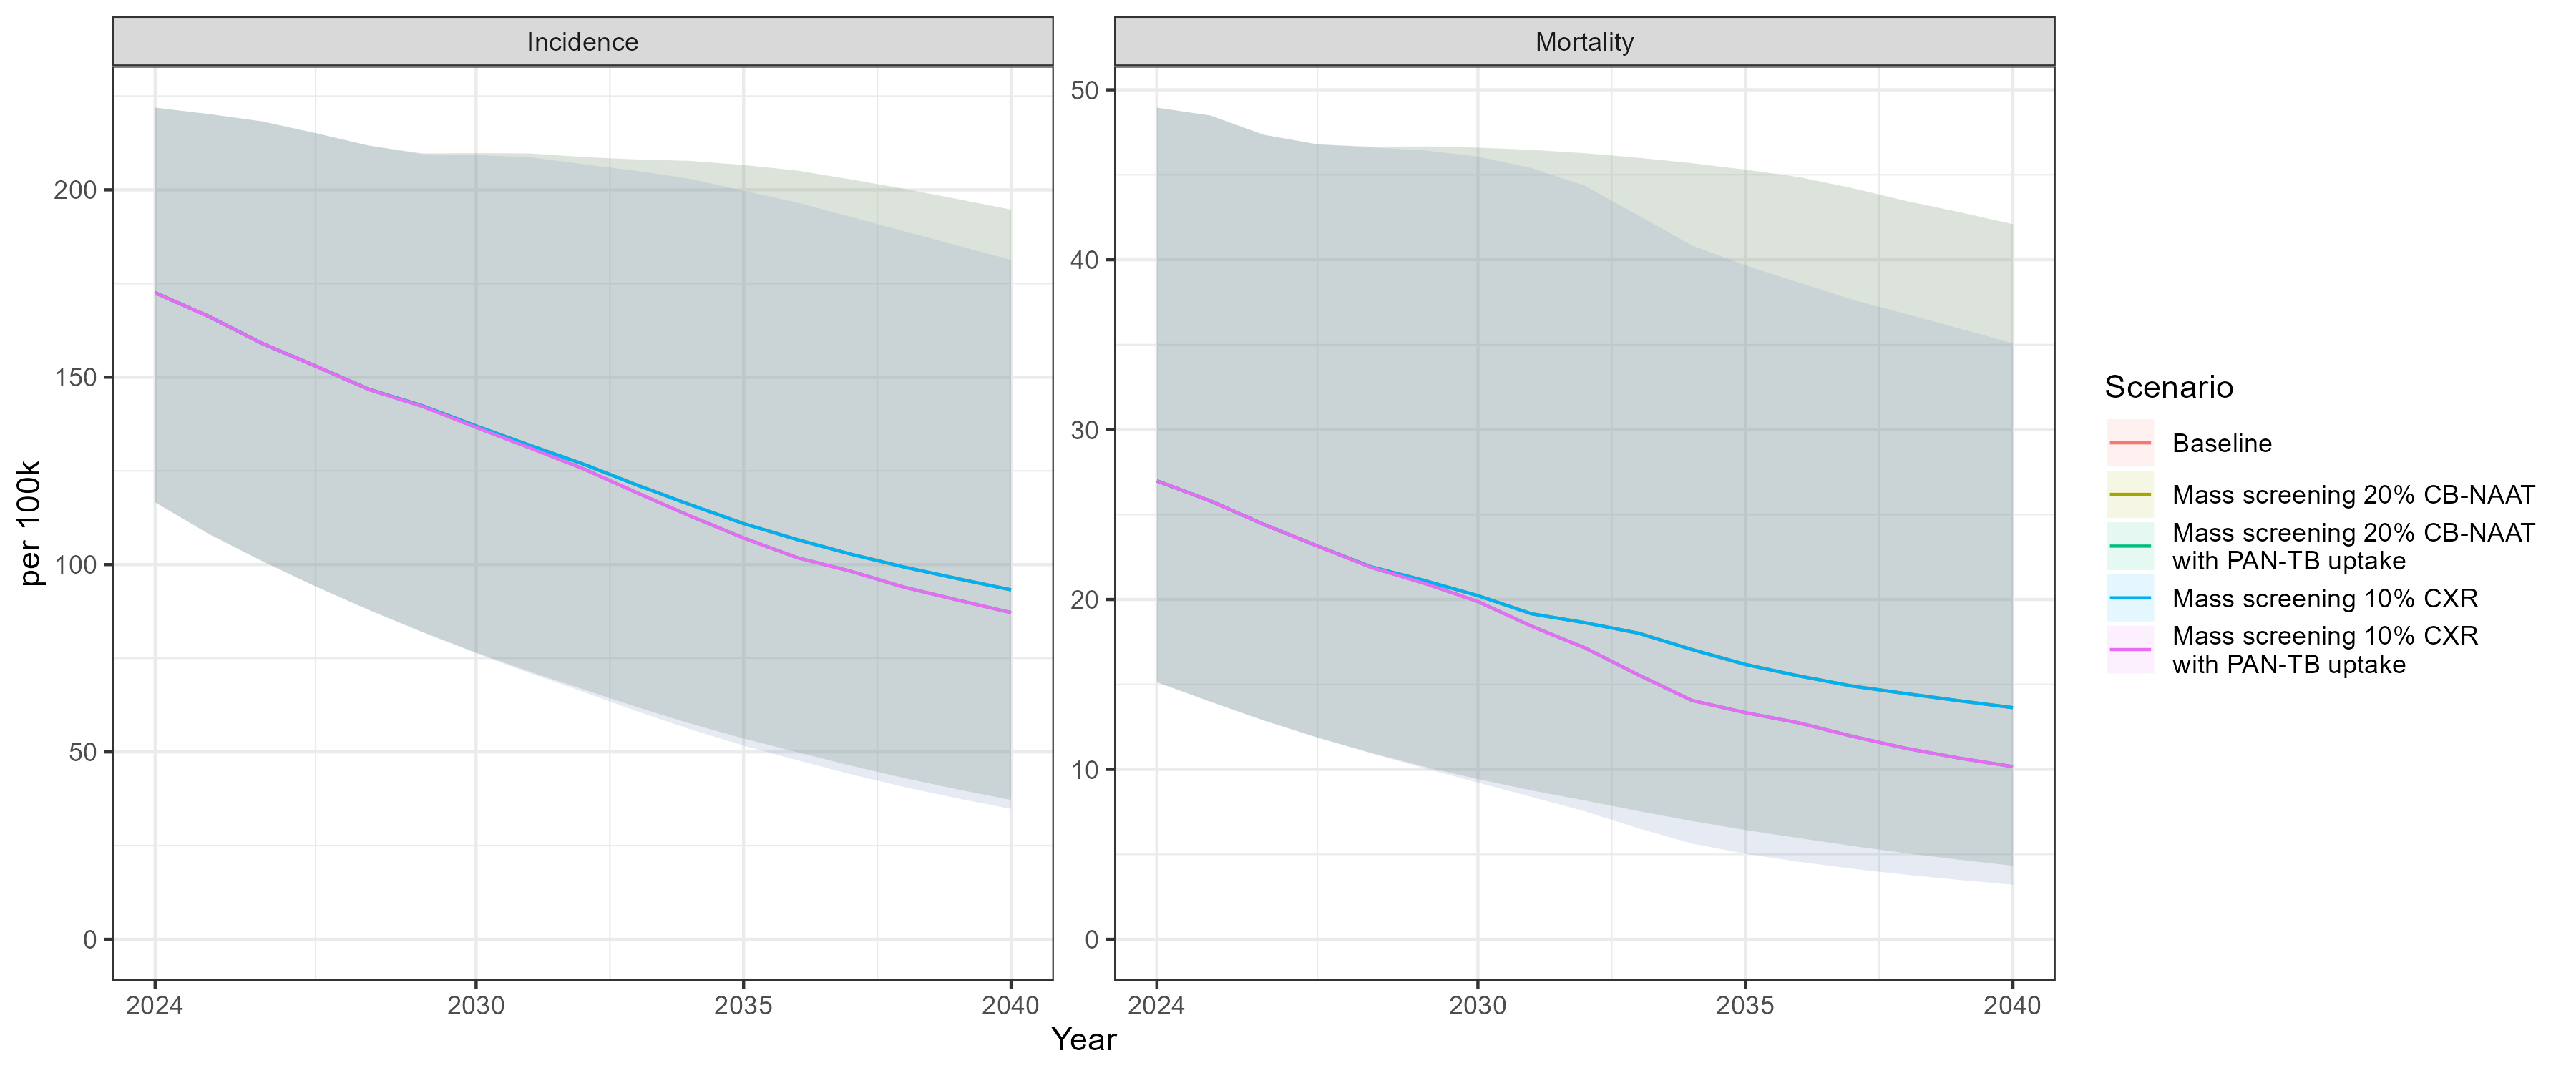 Incidence
Mortality
per 100k
200
150
100
50
0
50
40
30
20
10
0
2024
2030
2035
2040
2024
2030
2035
2040
Year
Scenario
Baseline
Mass screening 20% CB-NAAT
Mass screening 20% CB-NAAT
with PAN-TB uptake
Mass screening 10% CXR
Mass screening 10% CXR
with PAN-TB uptake